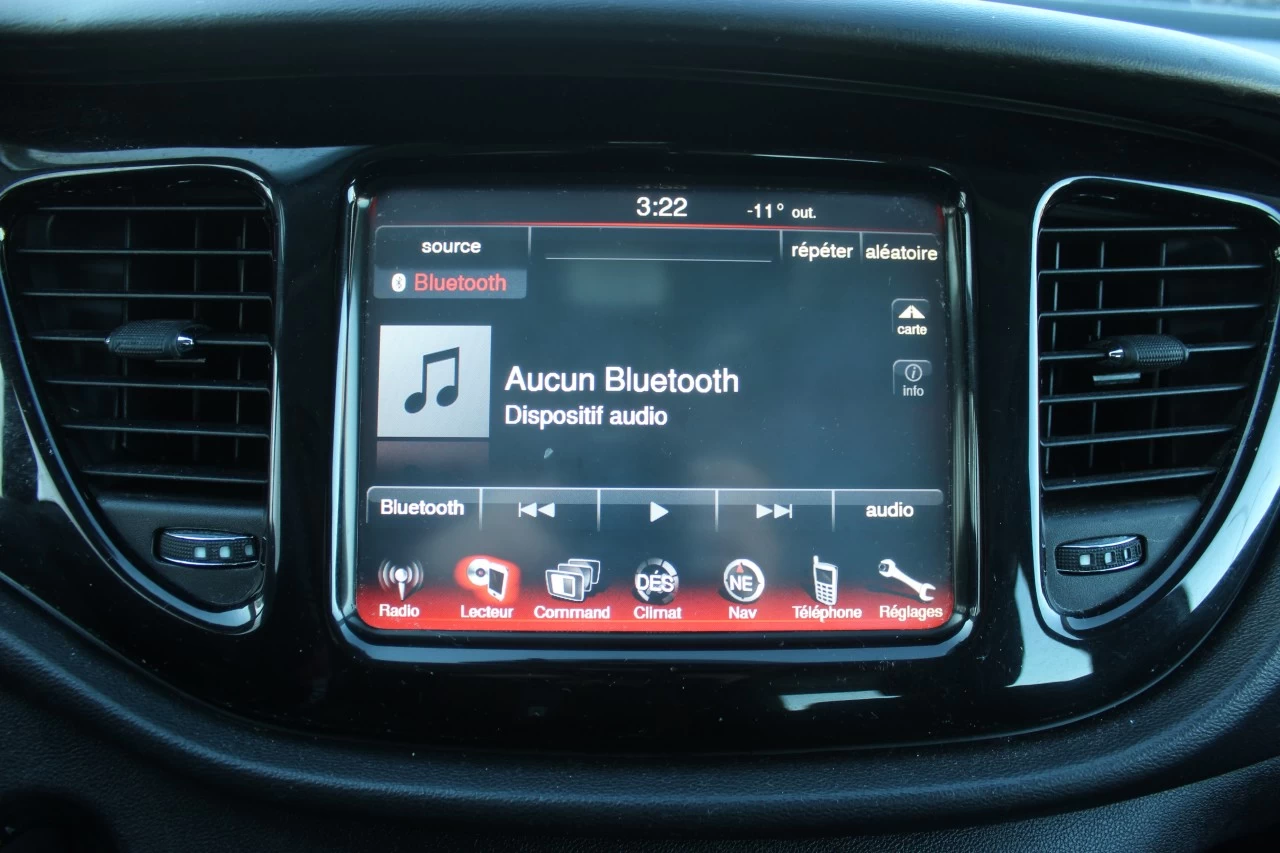 3:22 -11° out.
source répéter aléatoire
Bluetooth
carte
Aucun Bluetooth
info
Dispositif audio
Bluetooth audio
DÉS NE
Radio Lecteur Command Climat Nav Téléphone Réglages